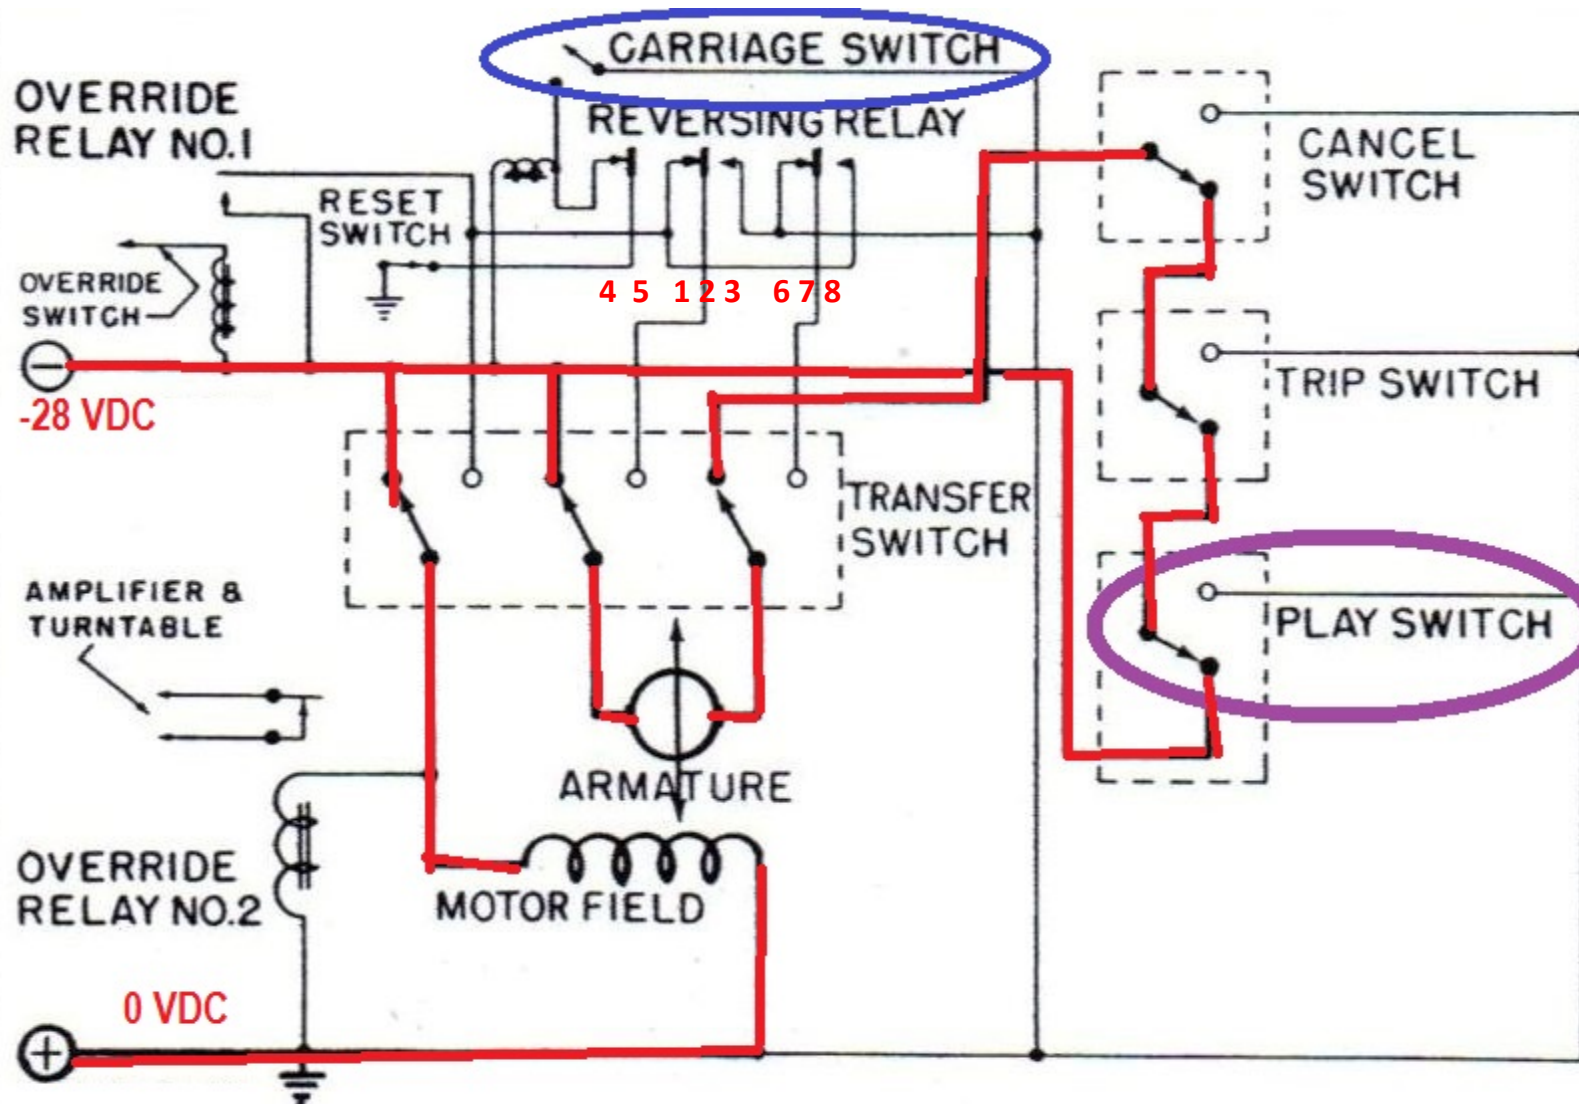 CARRIAGE SWITCH
OVERRIDE
RELAY NO.1
REVERSING RELAY
CANCEL
SWITCH
RESET
SWITCH
OVERRIDE
SWITCH
4 5 1 2 3 6 7 8
−
-28 VDC
TRIP SWITCH
TRANSFER
SWITCH
AMPLIFIER &
TURNTABLE
PLAY SWITCH
ARMATURE
OVERRIDE
RELAY NO.2
MOTOR FIELD
0 VDC
+